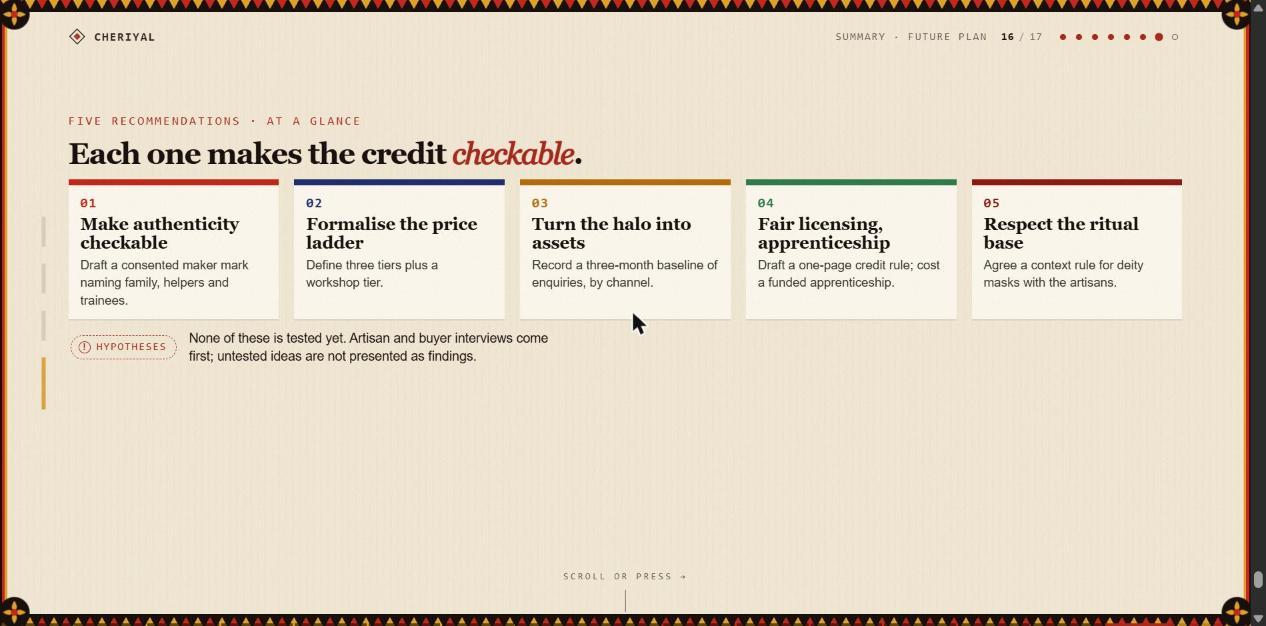 CHERIYAL
SUMMARY · FUTURE PLAN 16 / 17
FIVE RECOMMENDATIONS · AT A GLANCE
Each one makes the credit checkable.
01
Make authenticity
checkable
Draft a consented maker mark
naming family, helpers and
trainees.
02
Formalise the price
ladder
Define three tiers plus a
workshop tier.
03
Turn the halo into
assets
Record a three-month baseline of
enquiries, by channel.
04
Fair licensing,
apprenticeship
Draft a one-page credit rule; cost
a funded apprenticeship.
05
Respect the ritual
base
Agree a context rule for deity
masks with the artisans.
! HYPOTHESES
None of these is tested yet. Artisan and buyer interviews come
first; untested ideas are not presented as findings.
SCROLL OR PRESS →